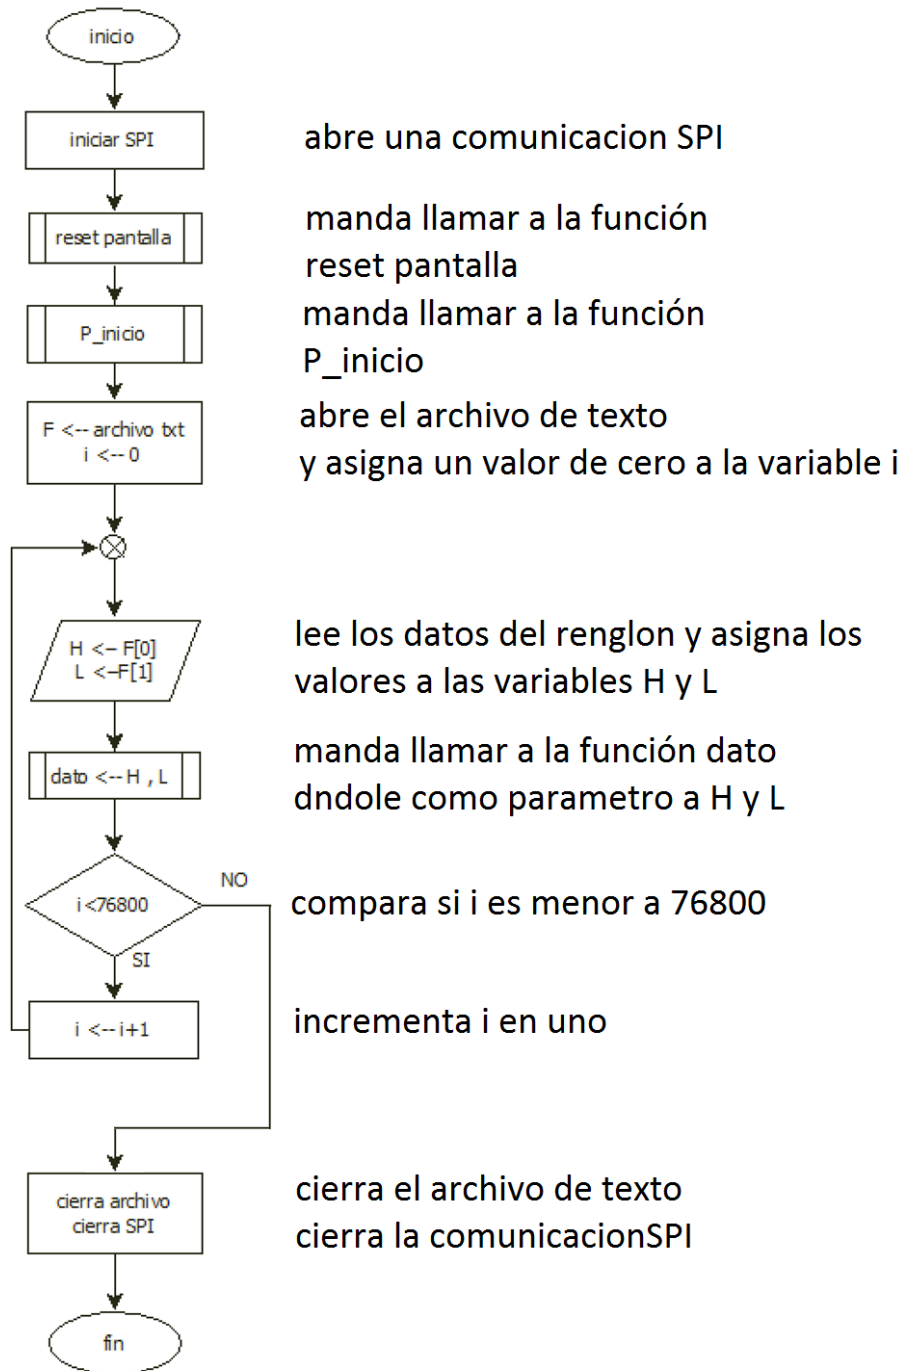 inicio
iniciar SPI
abre una comunicacion SPI
reset pantalla
manda llamar a la función
reset pantalla
P_inicio
manda llamar a la función
P_inicio
F <-- archivo txt
i <-- 0
abre el archivo de texto
y asigna un valor de cero a la variable i
H <– F[0]
L <–F[1]
lee los datos del renglon y asigna los
valores a las variables H y L
dato <-- H , L
manda llamar a la función dato
dndole como parametro a H y L
i <76800
NO
SI
compara si i es menor a 76800
i <-- i+1
incrementa i en uno
cierra archivo
cierra SPI
cierra el archivo de texto
cierra la comunicacionSPI
fin